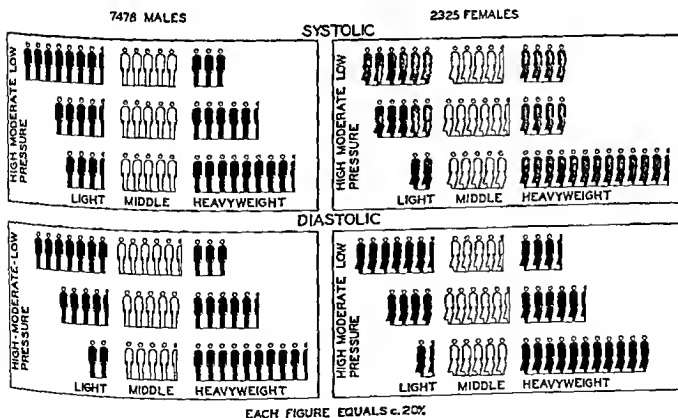 7478 MALES 2325 FEMALES
SYSTOLIC
HIGH MODERATE LOW
PRESSURE
LIGHT MIDDLE HEAVYWEIGHT
HIGH MODERATE LOW
PRESSURE
LIGHT MIDDLE HEAVYWEIGHT
DIASTOLIC
HIGH-MODERATE-LOW
PRESSURE
LIGHT MIDDLE HEAVYWEIGHT
HIGH MODERATE LOW
PRESSURE
LIGHT MIDDLE HEAVYWEIGHT
EACH FIGURE EQUALS c.20%